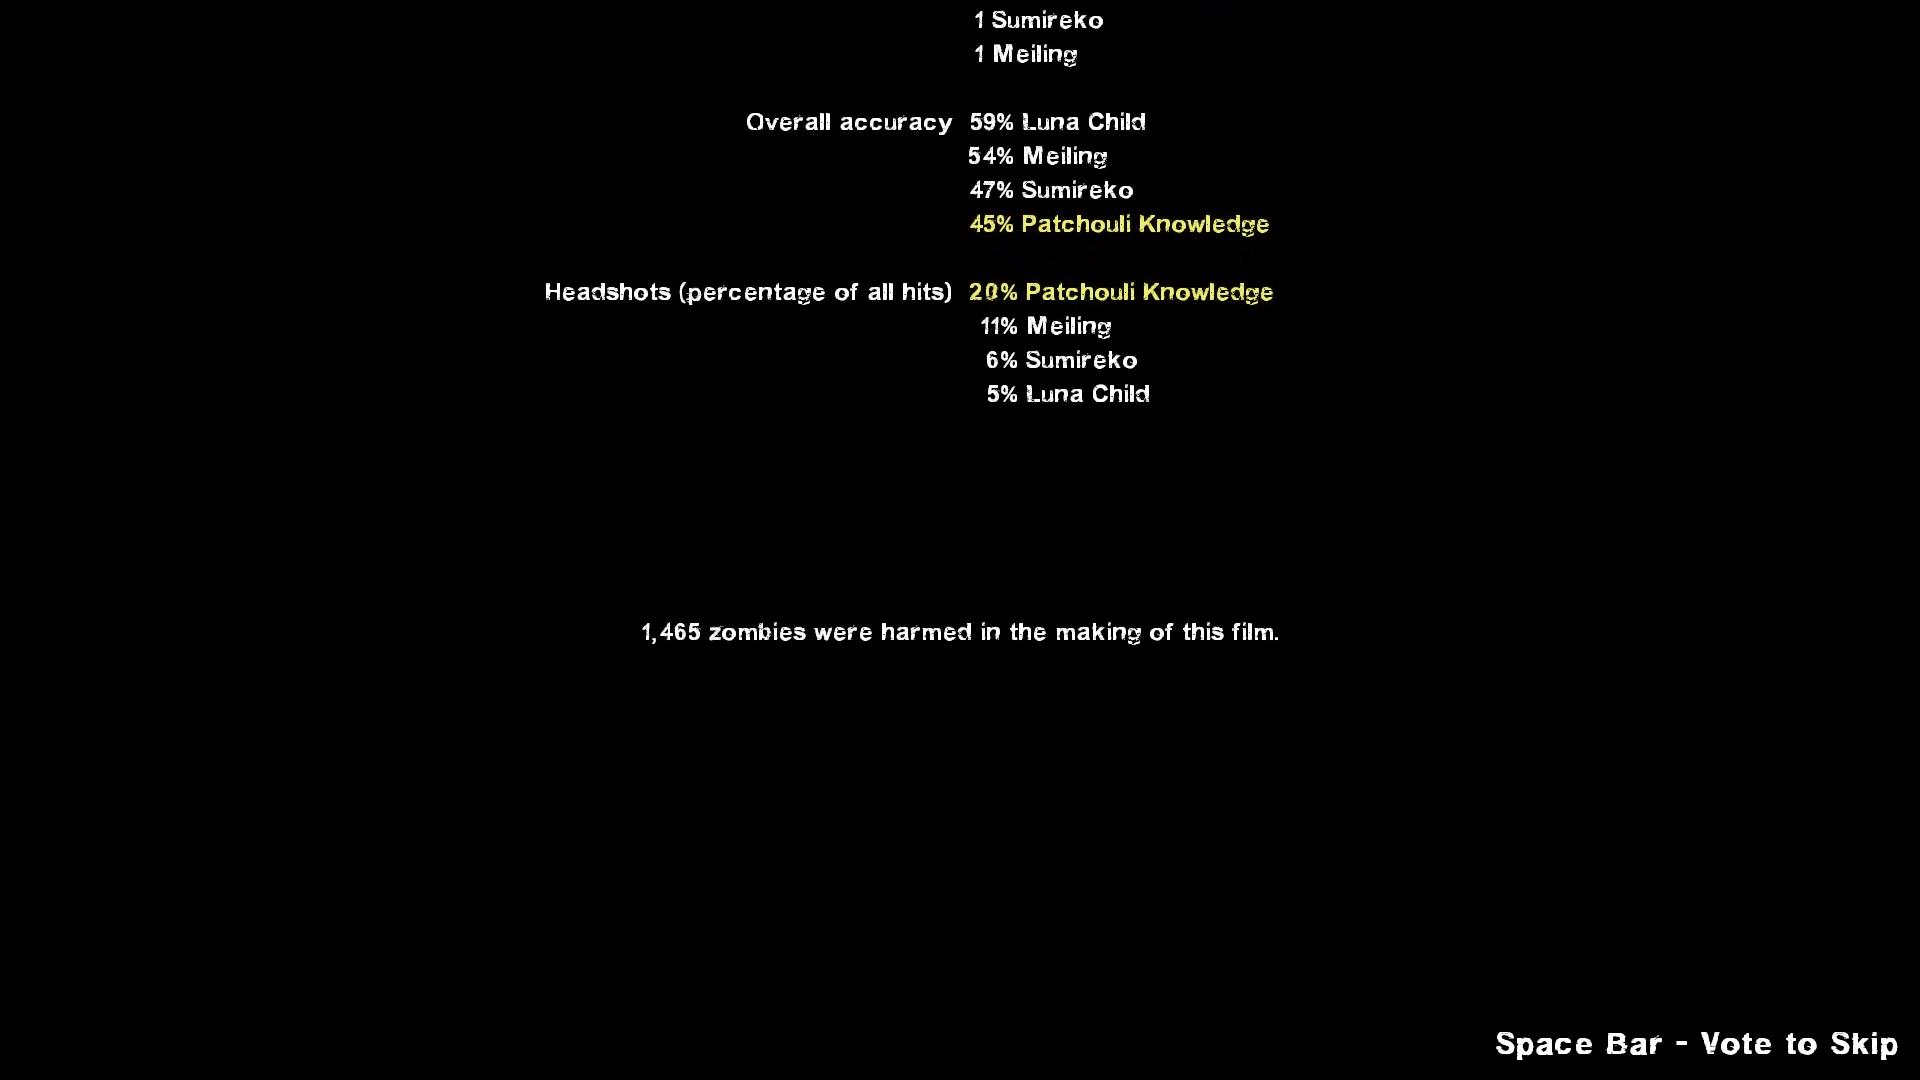 1 Sumireko
1 Meiling
Overall accuracy 59% Luna Child
54% Meiling
47% Sumireko
45% Patchouli Knowledge
Headshots (percentage of all hits) 20% Patchouli Knowledge
11% Meiling
6% Sumireko
5% Luna Child
1,465 zombies were harmed in the making of this film.
Space Bar - Vote to Skip